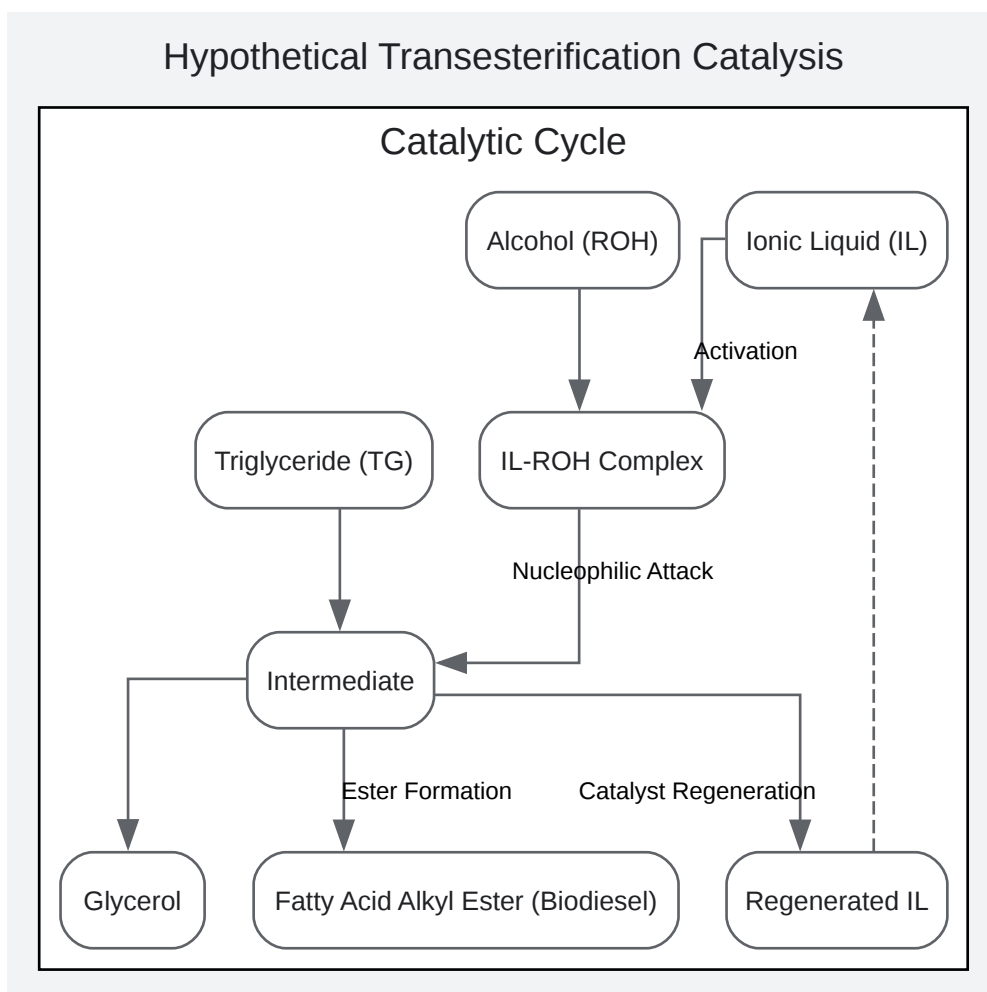 Hypothetical Transesterification Catalysis
Catalytic Cycle
Alcohol (ROH)
Ionic Liquid (IL)
Activation
Triglyceride (TG)
IL-ROH Complex
Nucleophilic Attack
Intermediate
Ester Formation
Catalyst Regeneration
Glycerol
Fatty Acid Alkyl Ester (Biodiesel)
Regenerated IL